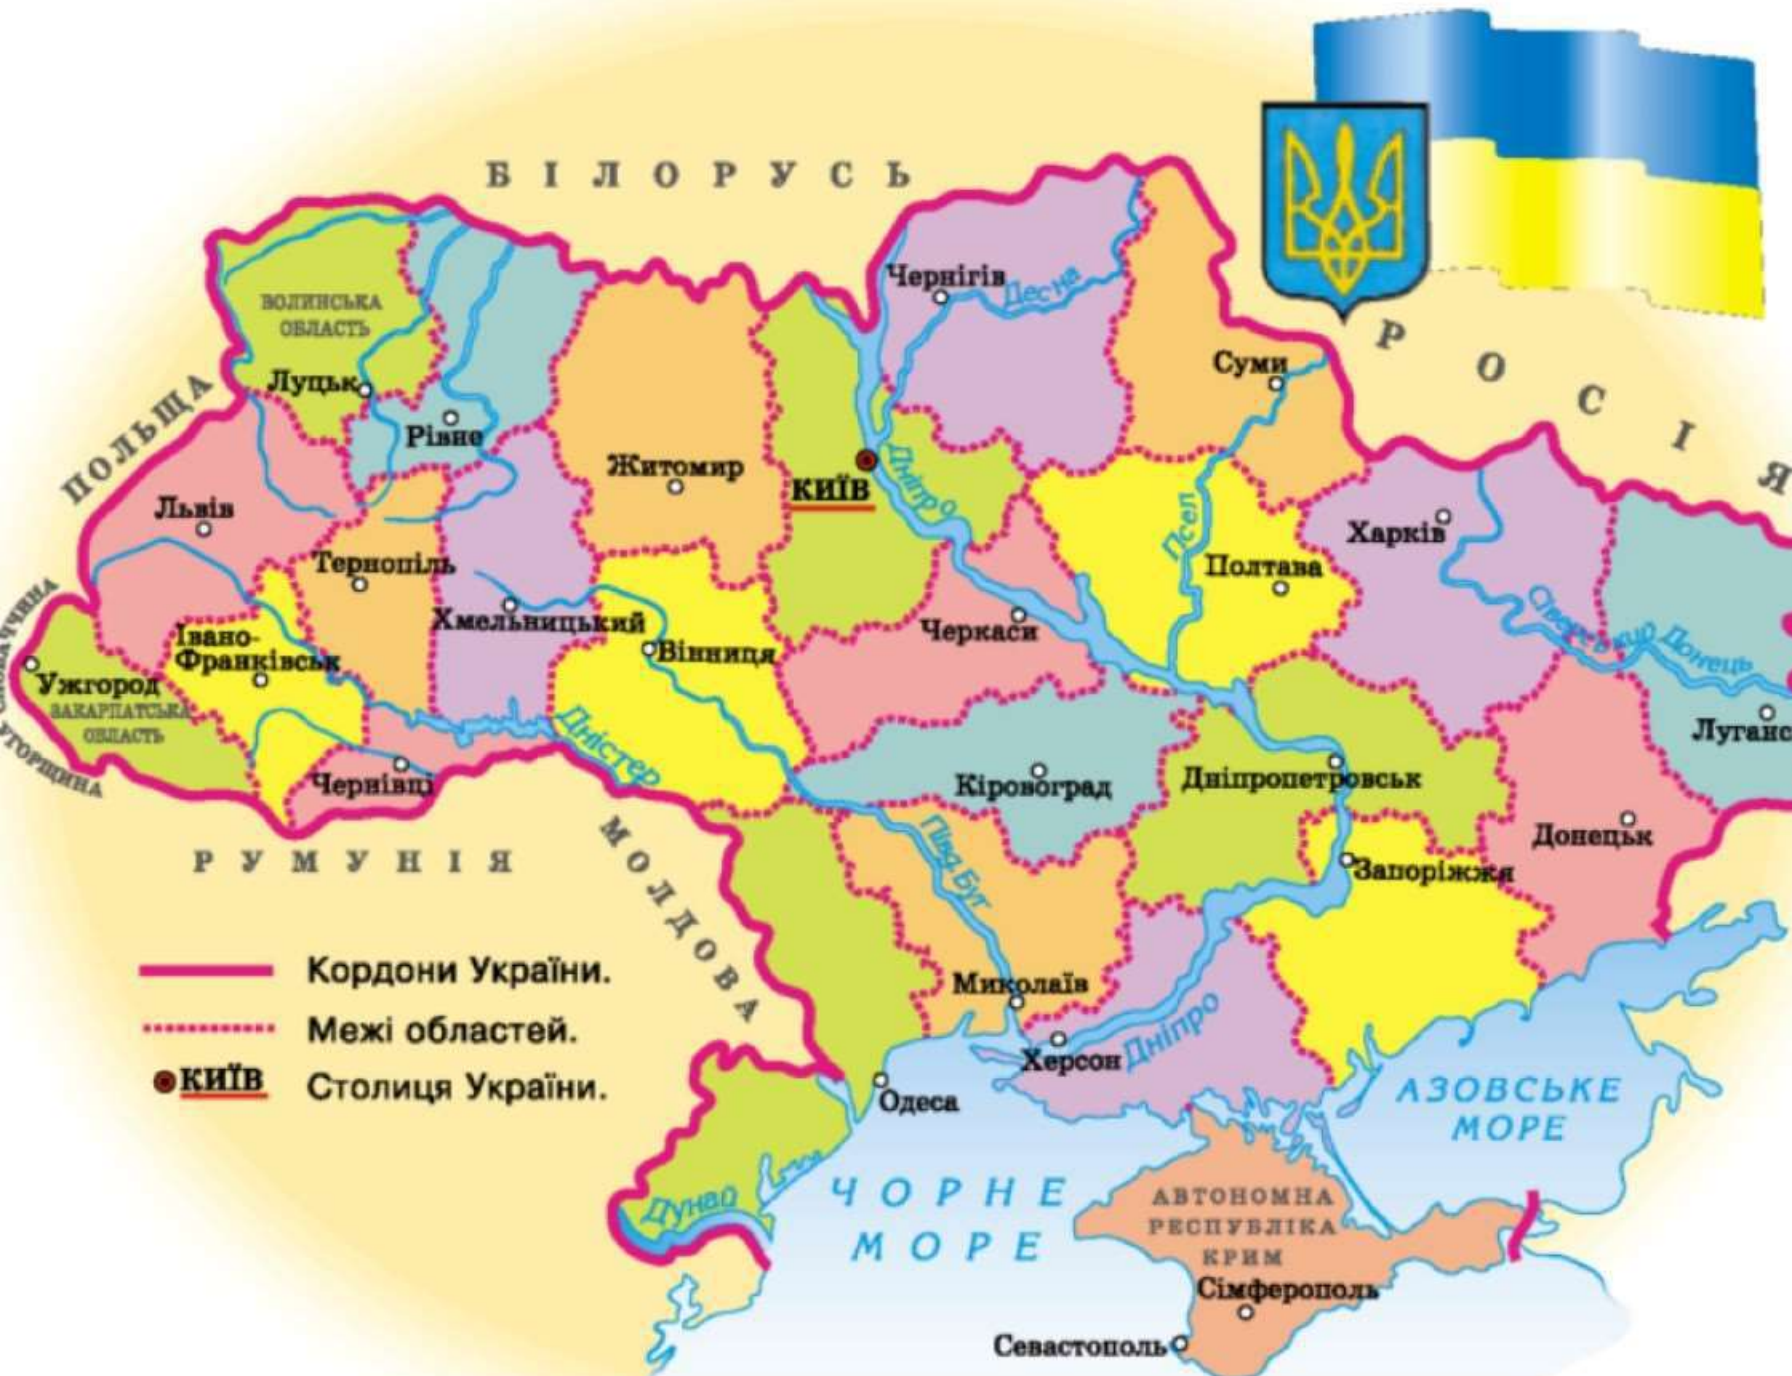 БІЛОРУСЬ
РОСІЯ
ПОЛЬЩА
УГОРЩИНА
РУМУНІЯ
МОЛДОВА
ВОЛИНСЬКА
ОБЛАСТЬ
Луцьк
Рівне
Житомир
КИЇВ
Чернігів
Десна
Суми
Дніпро
Псел
Полтава
Харків
Сіверський Донець
Львів
Тернопіль
Хмельницький
Вінниця
Черкаси
Івано-
Франківськ
Ужгород
ЗАКАРПАТСЬКА
ОБЛАСТЬ
Чернівці
Дністер
Кіровоград
Дніпропетровськ
Луганс
Донецьк
Запоріжжя
Півд.Буг
Миколаїв
Херсон
Дніпро
Одеса
Дунай
Кордони України.
Межі областей.
КИЇВ Столиця України.
АЗОВСЬКЕ
МОРЕ
ЧОРНЕ
МОРЕ
АВТОНОМНА
РЕСПУБЛІКА
КРИМ
Сімферополь
Севастополь